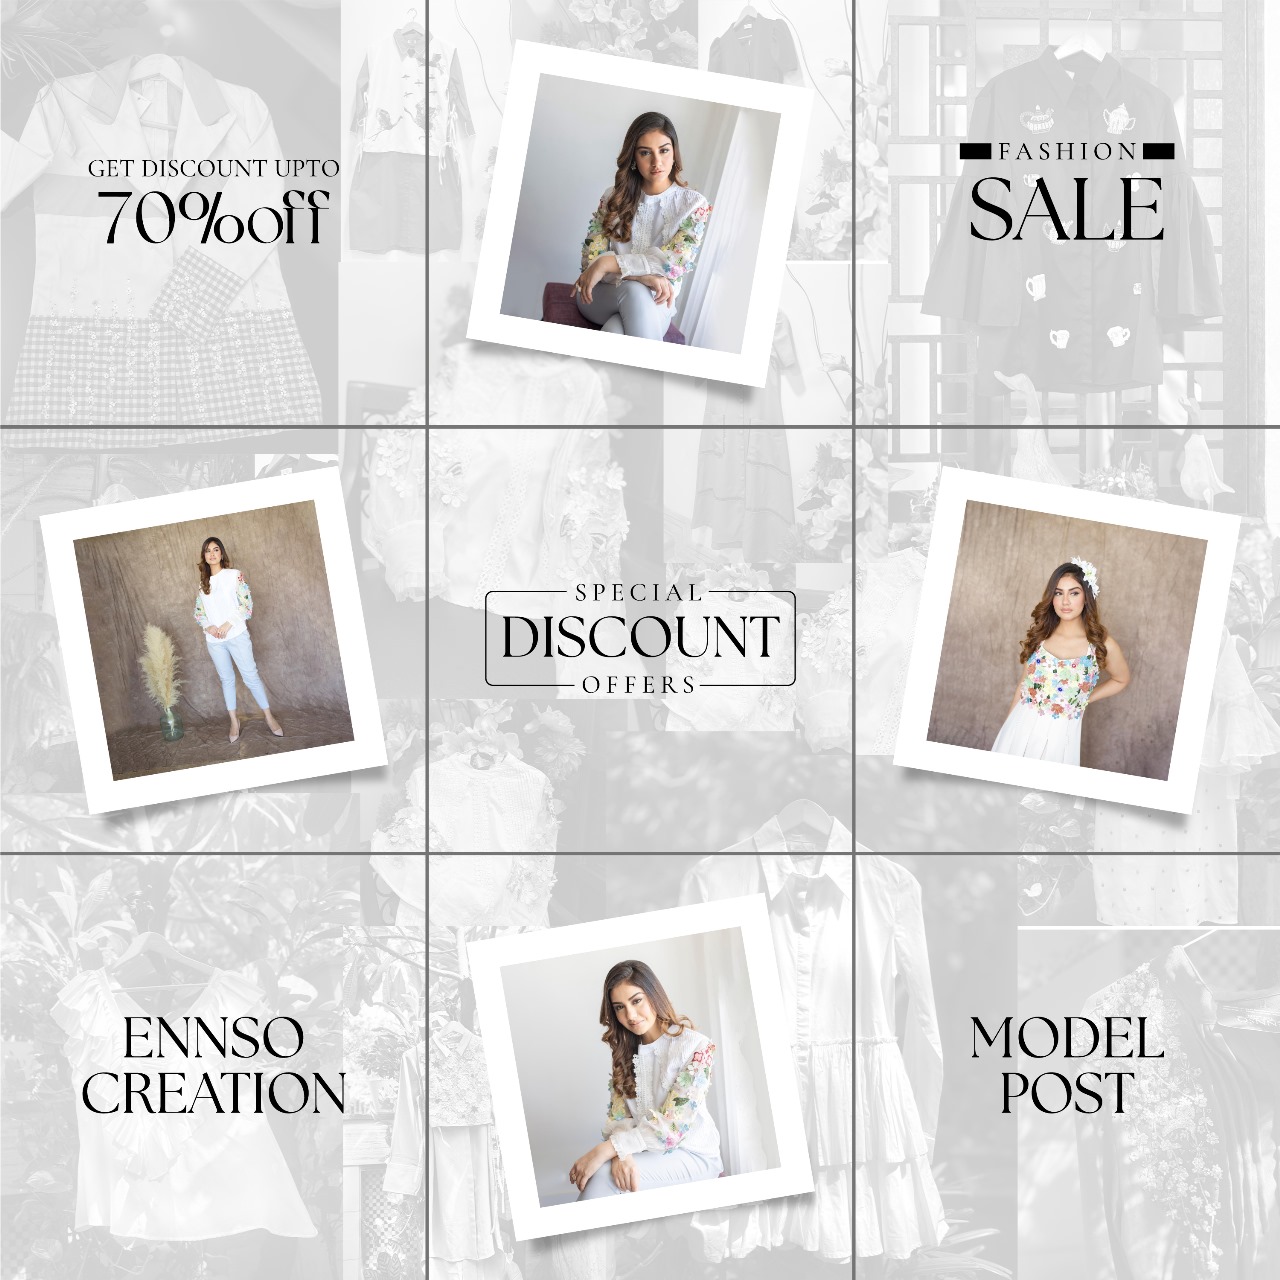 GET DISCOUNT UPTO
70%off
FASHION
SALE
SPECIAL
DISCOUNT
OFFERS
ENNSO
CREATION
MODEL
POST